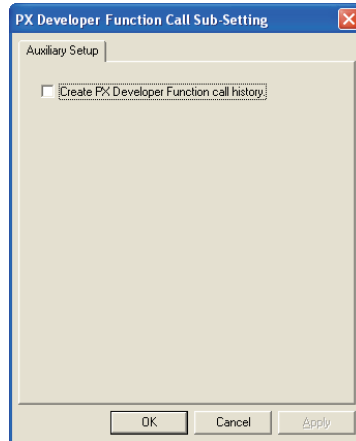 PX Developer Function Call Sub-Setting
Auxiliary Setup
Create PX Developer Function call history.
OK Cancel Apply